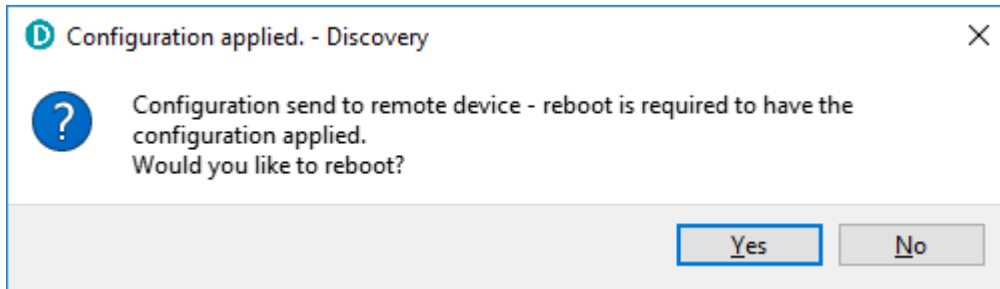 D Configuration applied. - Discovery
? Configuration send to remote device - reboot is required to have the
configuration applied.
Would you like to reboot?
Yes No